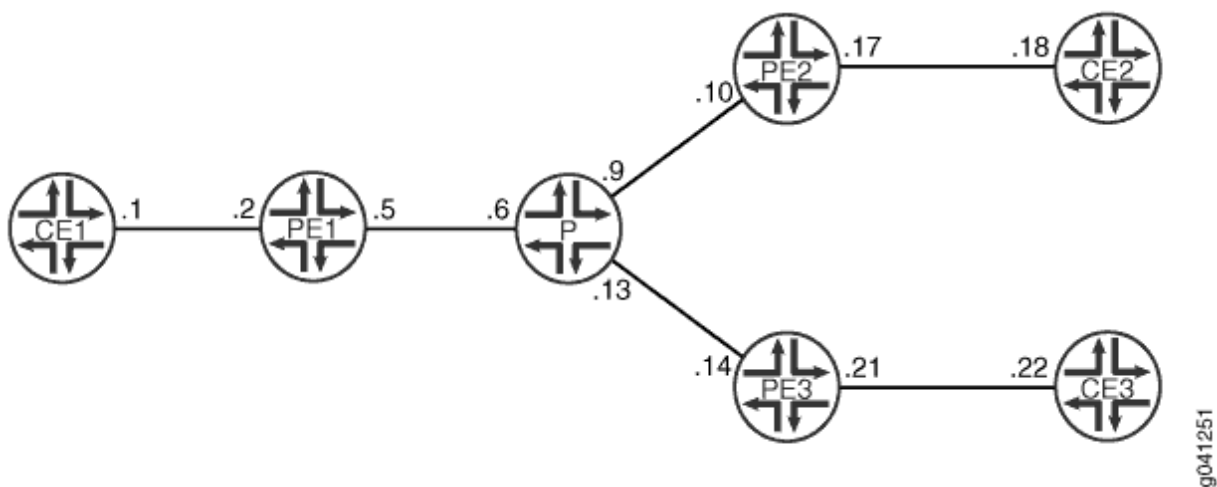 PE2
.17
.18
CE2
.10
.9
CE1
.1
.2
PE1
.5
.6
P
.13
.14
PE3
.21
.22
CE3
g041251